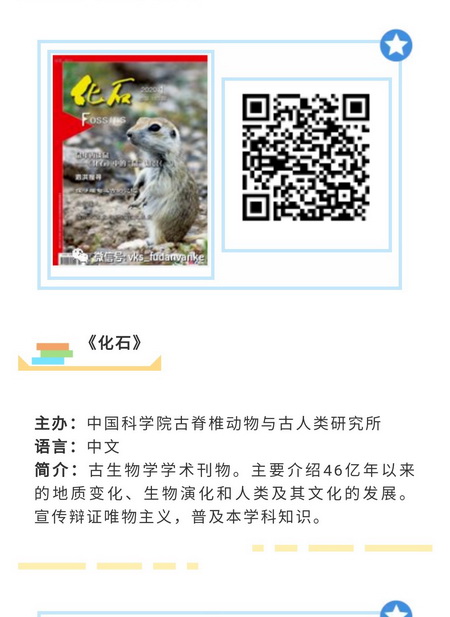 化石
FOSSILS
微信号: vks_fudanyanke
《化石》
主办：中国科学院古脊椎动物与古人类研究所
语言：中文
简介：古生物学学术刊物。主要介绍46亿年以来
的地质变化、生物演化和人类及其文化的发展。
宣传辩证唯物主义，普及本学科知识。